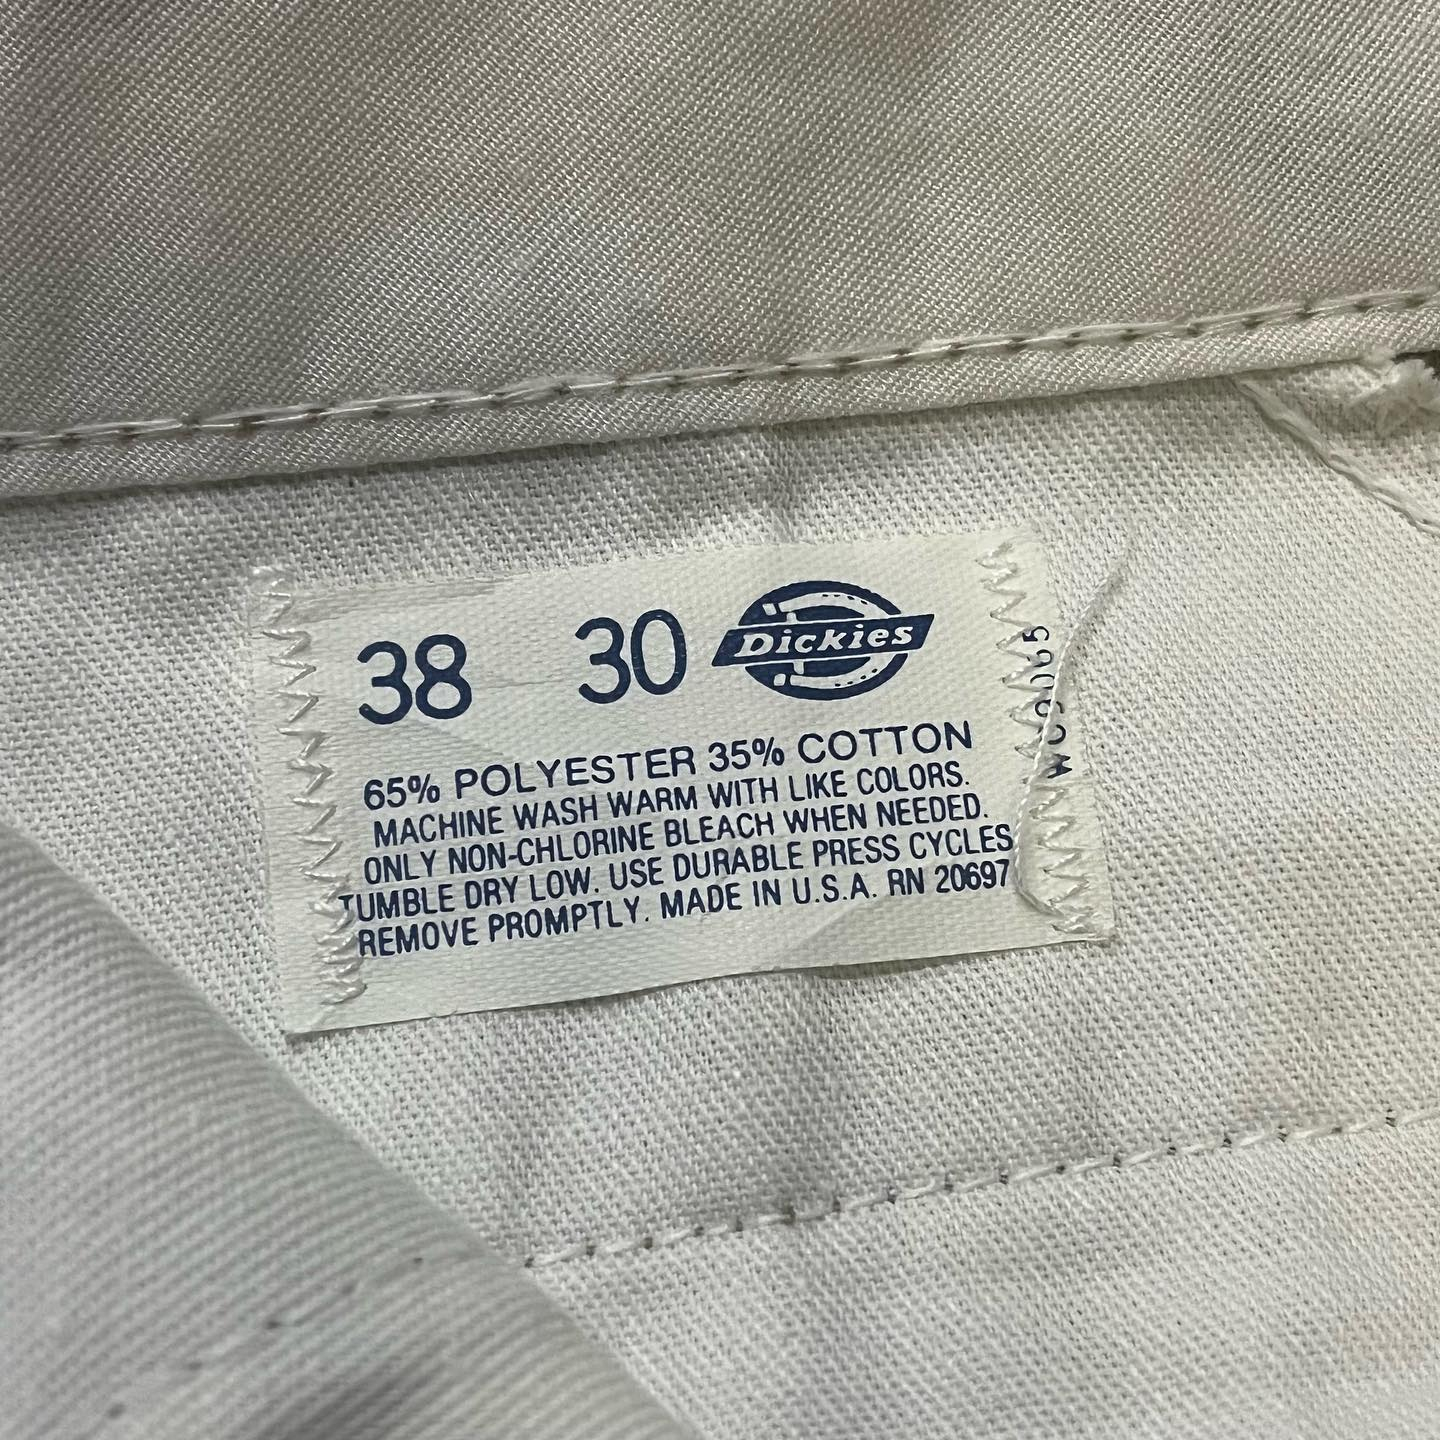 38 30 Dickies
65% POLYESTER 35% COTTON
MACHINE WASH WARM WITH LIKE COLORS.
ONLY NON-CHLORINE BLEACH WHEN NEEDED.
TUMBLE DRY LOW. USE DURABLE PRESS CYCLES
REMOVE PROMPTLY. MADE IN U.S.A. RN 20697